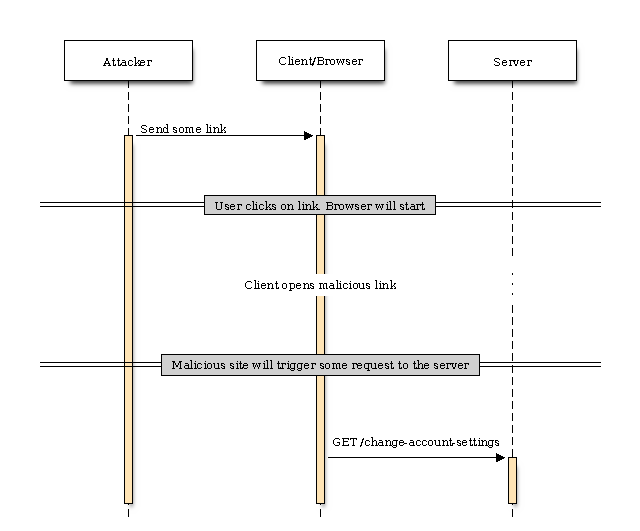 Attacker
Client/Browser
Server
Send some link
User clicks on link. Browser will start
Client opens malicious link
Malicious site will trigger some request to the server
GET /change-account-settings